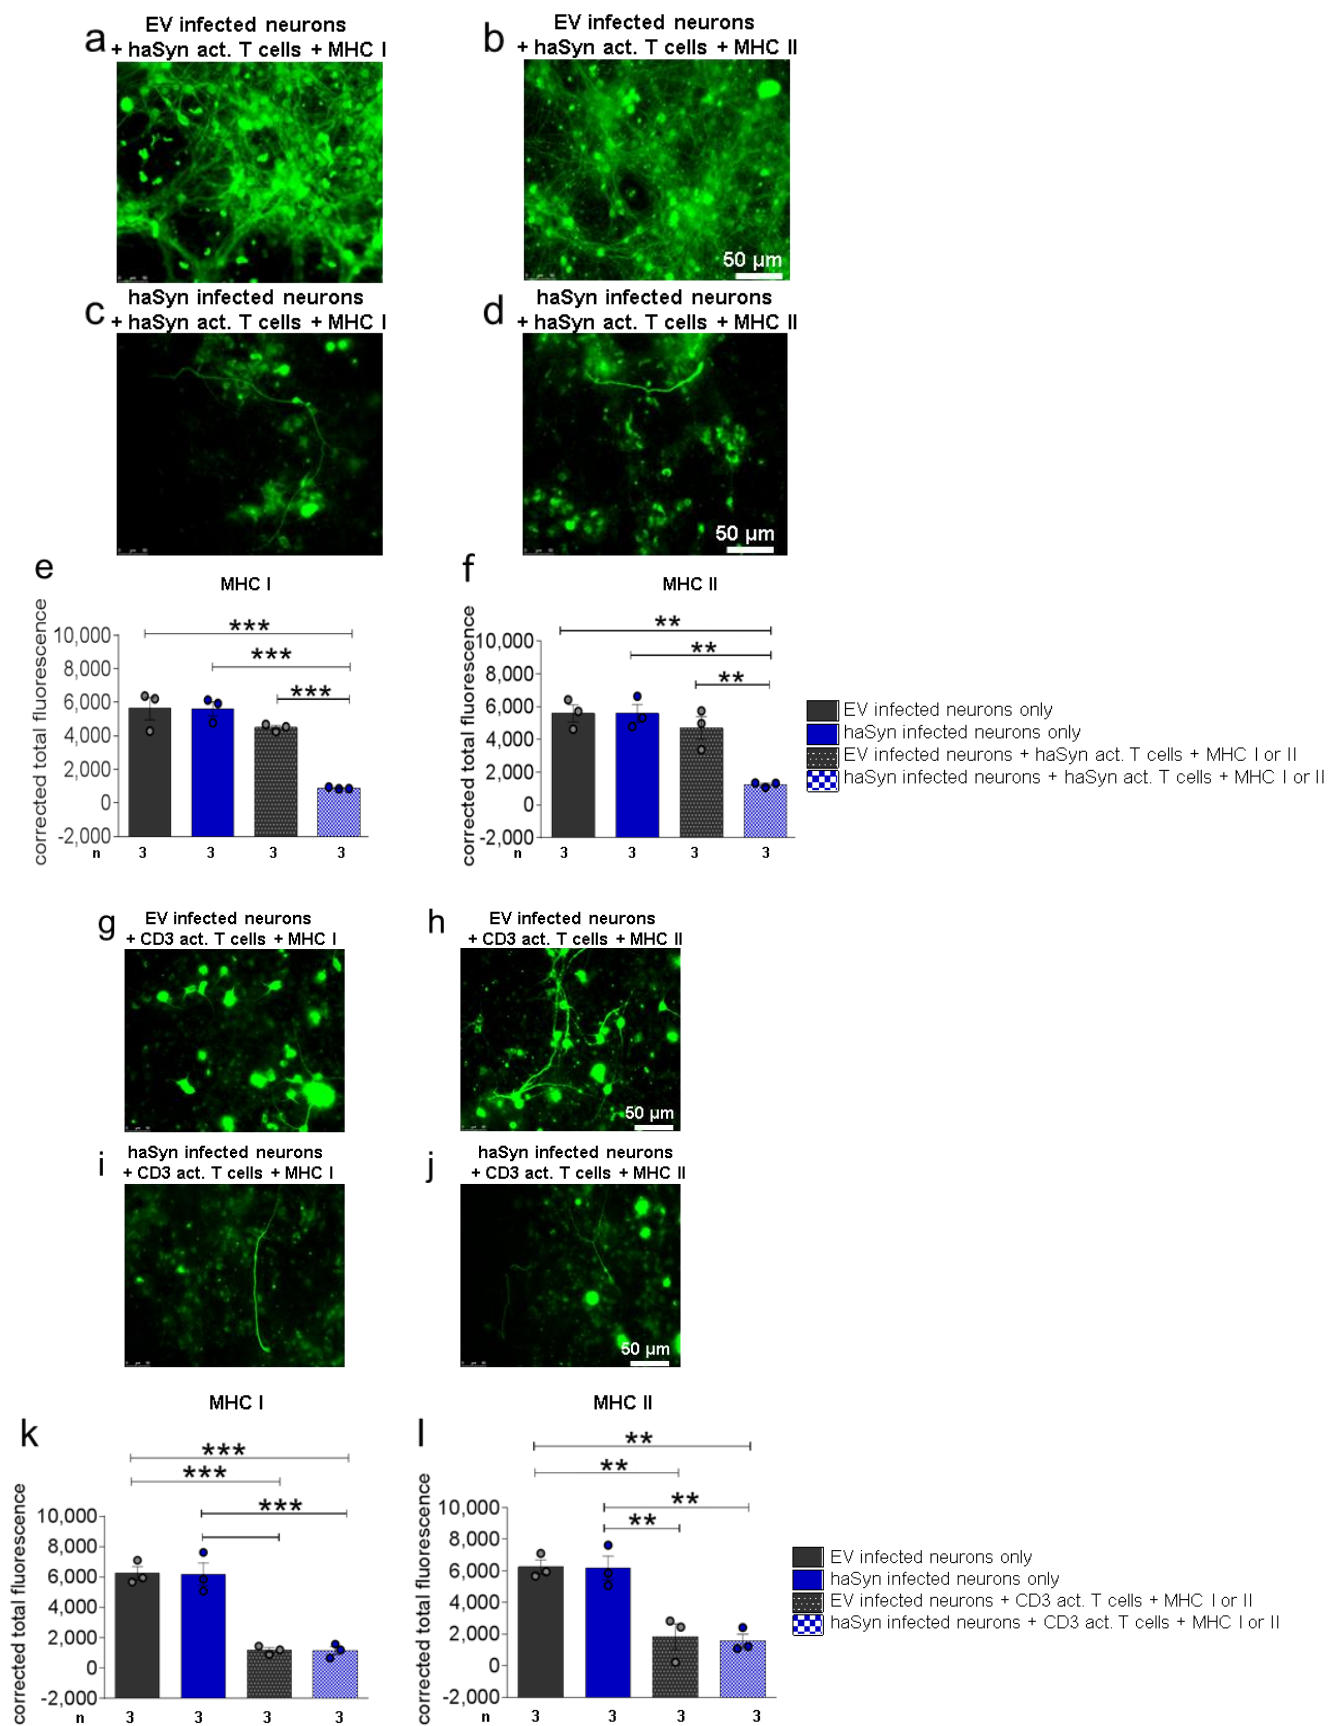 a
EV infected neurons
+ haSyn act. T cells + MHC I
b
EV infected neurons
+ haSyn act. T cells + MHC II
50 µm
c
haSyn infected neurons
+ haSyn act. T cells + MHC I
d
haSyn infected neurons
+ haSyn act. T cells + MHC II
50 µm
e
MHC I
corrected total fluorescence
10,000
8,000
6,000
4,000
2,000
0
-2,000
***
***
***
n 3 3 3 3
f
MHC II
corrected total fluorescence
10,000
8,000
6,000
4,000
2,000
0
-2,000
**
**
**
n 3 3 3 3
EV infected neurons only
haSyn infected neurons only
EV infected neurons + haSyn act. T cells + MHC I or II
haSyn infected neurons + haSyn act. T cells + MHC I or II
g
EV infected neurons
+ CD3 act. T cells + MHC I
h
EV infected neurons
+ CD3 act. T cells + MHC II
50 µm
i
haSyn infected neurons
+ CD3 act. T cells + MHC I
j
haSyn infected neurons
+ CD3 act. T cells + MHC II
50 µm
k
MHC I
corrected total fluorescence
10,000
8,000
6,000
4,000
2,000
0
-2,000
***
***
***
n 3 3 3 3
l
MHC II
corrected total fluorescence
10,000
8,000
6,000
4,000
2,000
0
-2,000
**
**
**
**
n 3 3 3 3
EV infected neurons only
haSyn infected neurons only
EV infected neurons + CD3 act. T cells + MHC I or II
haSyn infected neurons + CD3 act. T cells + MHC I or II